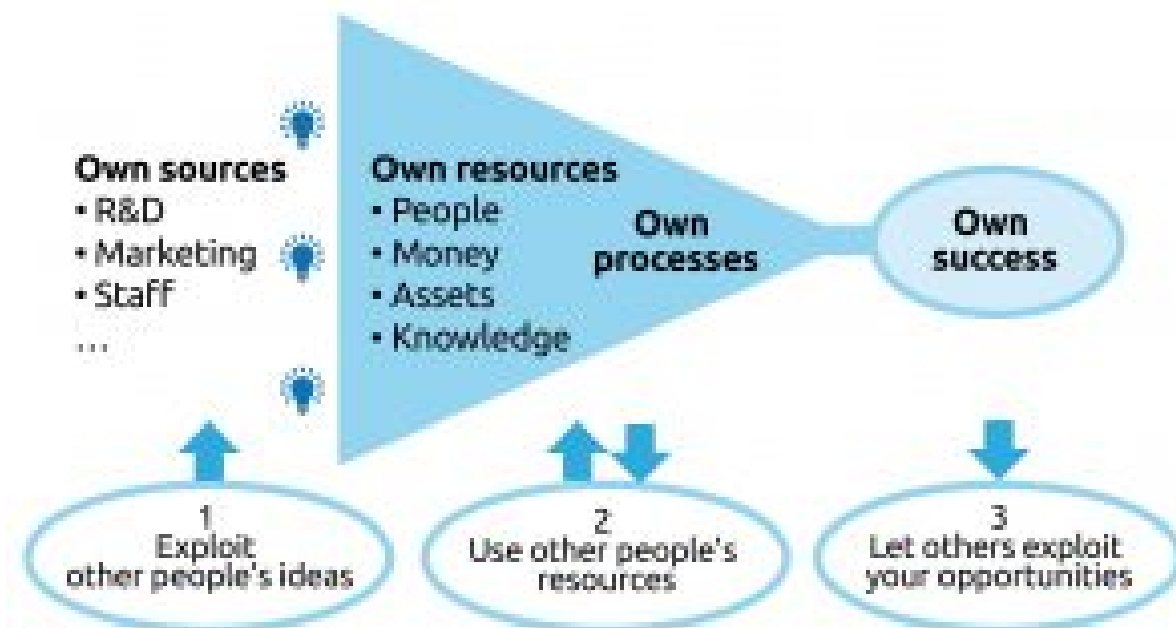 Own sources
• R&D
• Marketing
• Staff
...
Own resources
• People
• Money
• Assets
• Knowledge
Own
processes
Own
success
1
Exploit
other people's ideas
2
Use other people's
resources
3
Let others exploit
your opportunities